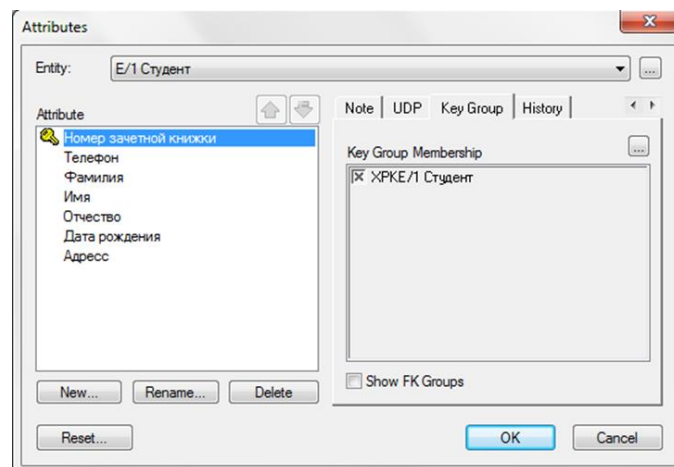 Attributes
Entity:
E/1 Студент
...
Attribute
Номер зачетной книжки
Телефон
Фамилия
Имя
Отчество
Дата рождения
Адресс
New...
Rename...
Delete
Note
UDP
Key Group
History
Key Group Membership
...
XPKE/1 Студент
Show FK Groups
Reset...
OK
Cancel